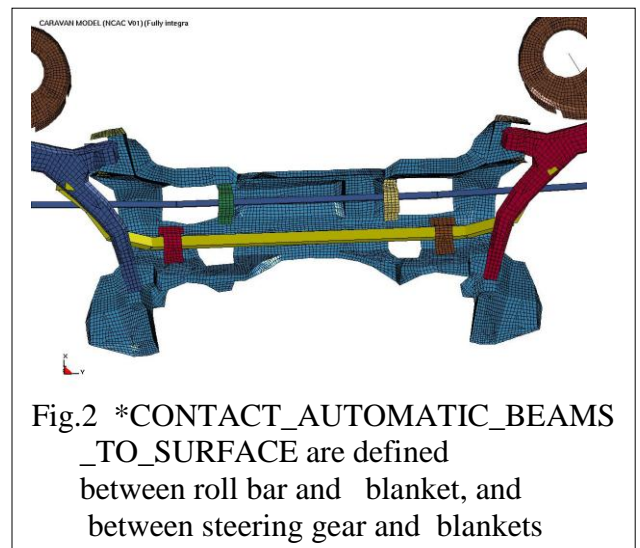 CARAVAN MODEL (NCAC V01) (Fully integra
X
Y
Fig.2 *CONTACT_AUTOMATIC_BEAMS
_TO_SURFACE are defined
between roll bar and blanket, and
between steering gear and blankets